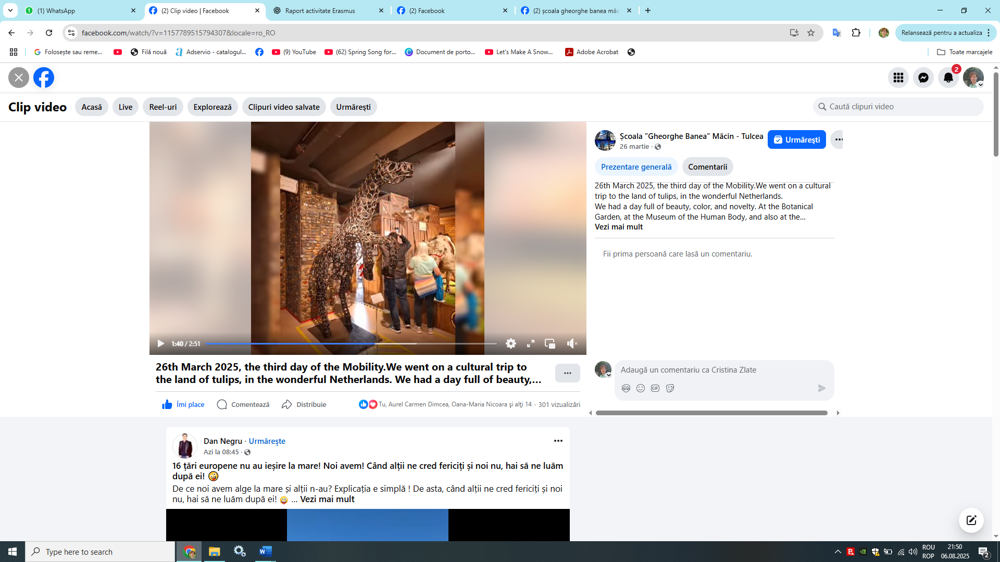 (1) WhatsApp
(2) Clip video | Facebook
Raport activitate Erasmus
(2) Facebook
(2) școala gheorghe banea măc
facebook.com/watch/?v=1157789515794307&locale=ro_RO
Relansează pentru a actualiza
Folosește sau reme...
Filă nouă
Adservio - catalogul...
(9) YouTube
(62) Spring Song for...
Document de porto...
Let's Make A Snow...
Adobe Acrobat
Toate marcajele
2
Clip video
Acasă
Live
Reel-uri
Explorează
Clipuri video salvate
Urmărești
Caută clipuri video
Școala ”Gheorghe Banea” Măcin - Tulcea
26 martie ·
Urmărești
Prezentare generală
Comentarii
26th March 2025, the third day of the Mobility.We went on a cultural
trip to the land of tulips, in the wonderful Netherlands.
We had a day full of beauty, color, and novelty. At the Botanical
Garden, at the Museum of the Human Body, and also at the...
Vezi mai mult
Fii prima persoană care lasă un comentariu.
1:40 / 2:51
26th March 2025, the third day of the Mobility.We went on a cultural trip to
the land of tulips, in the wonderful Netherlands. We had a day full of beauty,...
Adaugă un comentariu ca Cristina Zlate
GIF
Îmi place
Comentează
Distribuie
Tu, Aurel Carmen Dimcea, Oana-Maria Nicoara și alți 14 · 301 vizualizări
Dan Negru · Urmărește
Azi la 08:45 ·
16 țări europene nu au ieșire la mare! Noi avem! Când alții ne cred fericiți și noi nu, hai să ne luăm
după ei! 🤪
De ce noi avem alge la mare și alții n-au? Explicația e simplă ! De asta, când alții ne cred fericiți și noi
nu, hai să ne luăm după ei! 😀 ... Vezi mai mult
Type here to search
ROU
ROP
21:50
06.08.2025
2